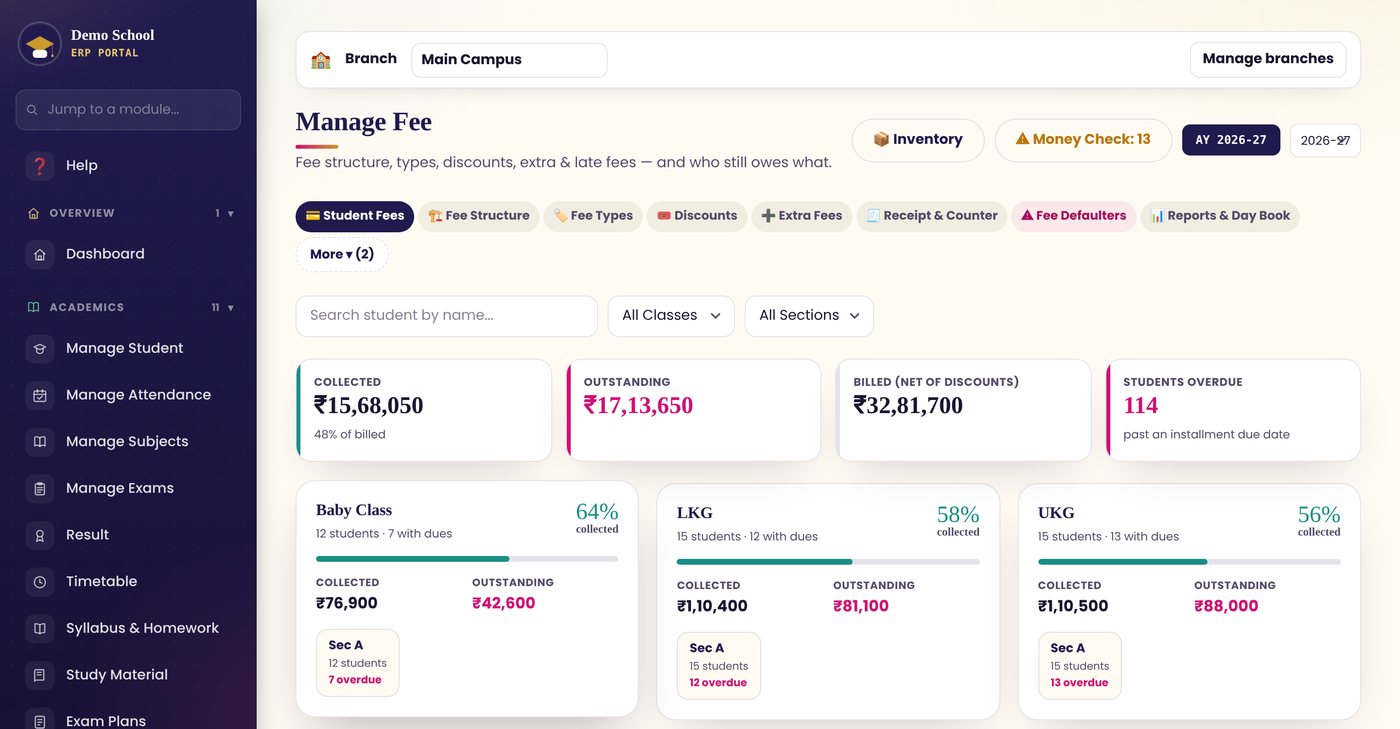 Demo School
ERP PORTAL
Jump to a module...
Help
OVERVIEW 1 ▾
Dashboard
ACADEMICS 11 ▾
Manage Student
Manage Attendance
Manage Subjects
Manage Exams
Result
Timetable
Syllabus & Homework
Study Material
Exam Plans
Branch Main Campus Manage branches
Manage Fee
Fee structure, types, discounts, extra & late fees — and who still owes what.
Inventory Money Check: 13 AY 2026-27 2026-27
Student Fees Fee Structure Fee Types Discounts Extra Fees Receipt & Counter Fee Defaulters Reports & Day Book
More ▾ (2)
Search student by name... All Classes All Sections
COLLECTED
₹15,68,050
48% of billed
OUTSTANDING
₹17,13,650
BILLED (NET OF DISCOUNTS)
₹32,81,700
STUDENTS OVERDUE
114
past an installment due date
Baby Class
64%
collected
12 students · 7 with dues
COLLECTED OUTSTANDING
₹76,900 ₹42,600
Sec A
12 students
7 overdue
LKG
58%
collected
15 students · 12 with dues
COLLECTED OUTSTANDING
₹1,10,400 ₹81,100
Sec A
15 students
12 overdue
UKG
56%
collected
15 students · 13 with dues
COLLECTED OUTSTANDING
₹1,10,500 ₹88,000
Sec A
15 students
13 overdue